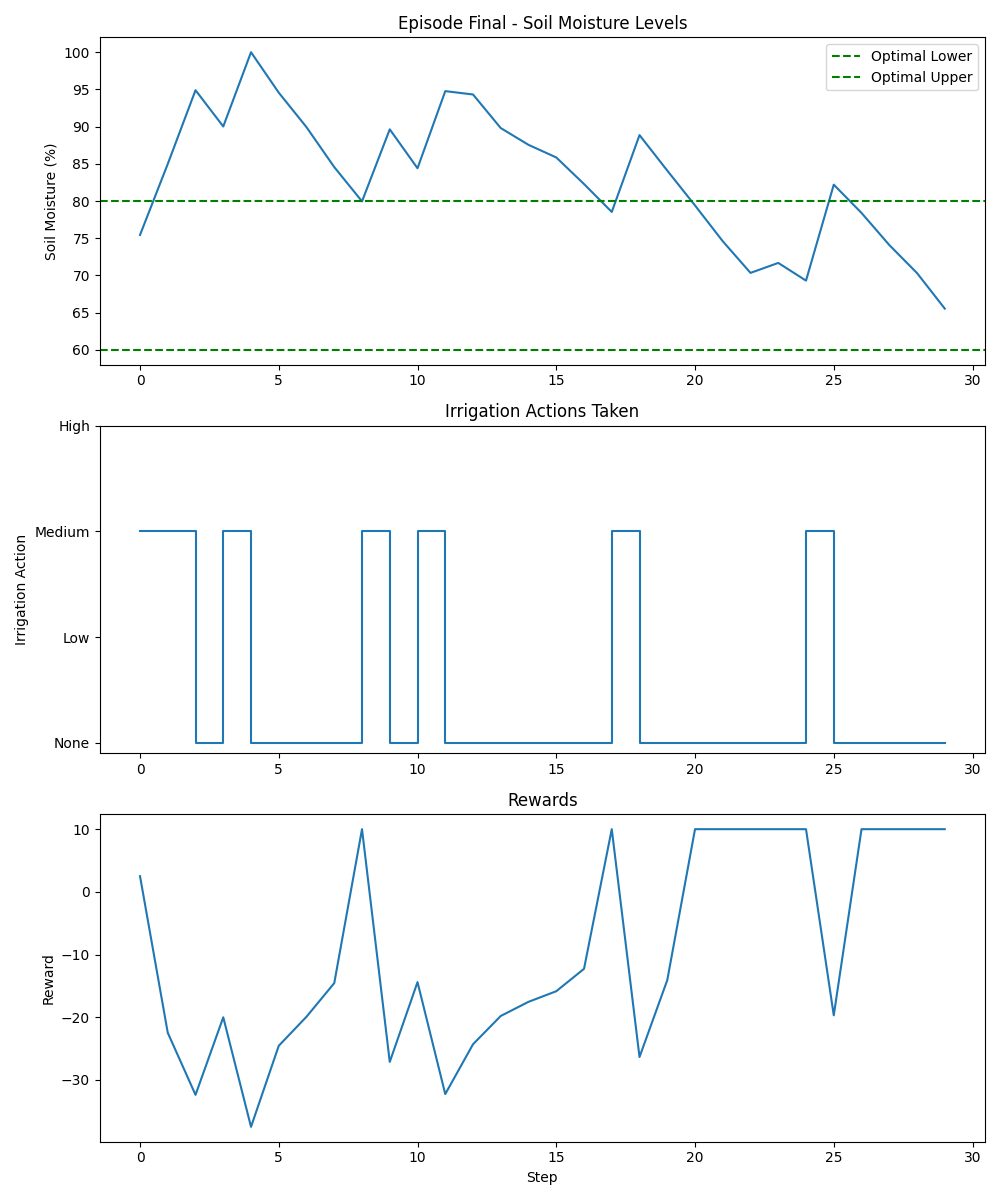 Episode Final - Soil Moisture Levels
Soil Moisture (%)
100
95
90
85
80
75
70
65
60
Optimal Lower
Optimal Upper
0 5 10 15 20 25 30
Irrigation Actions Taken
Irrigation Action
High
Medium
Low
None
0 5 10 15 20 25 30
Rewards
Reward
10
0
−10
−20
−30
0 5 10 15 20 25 30
Step